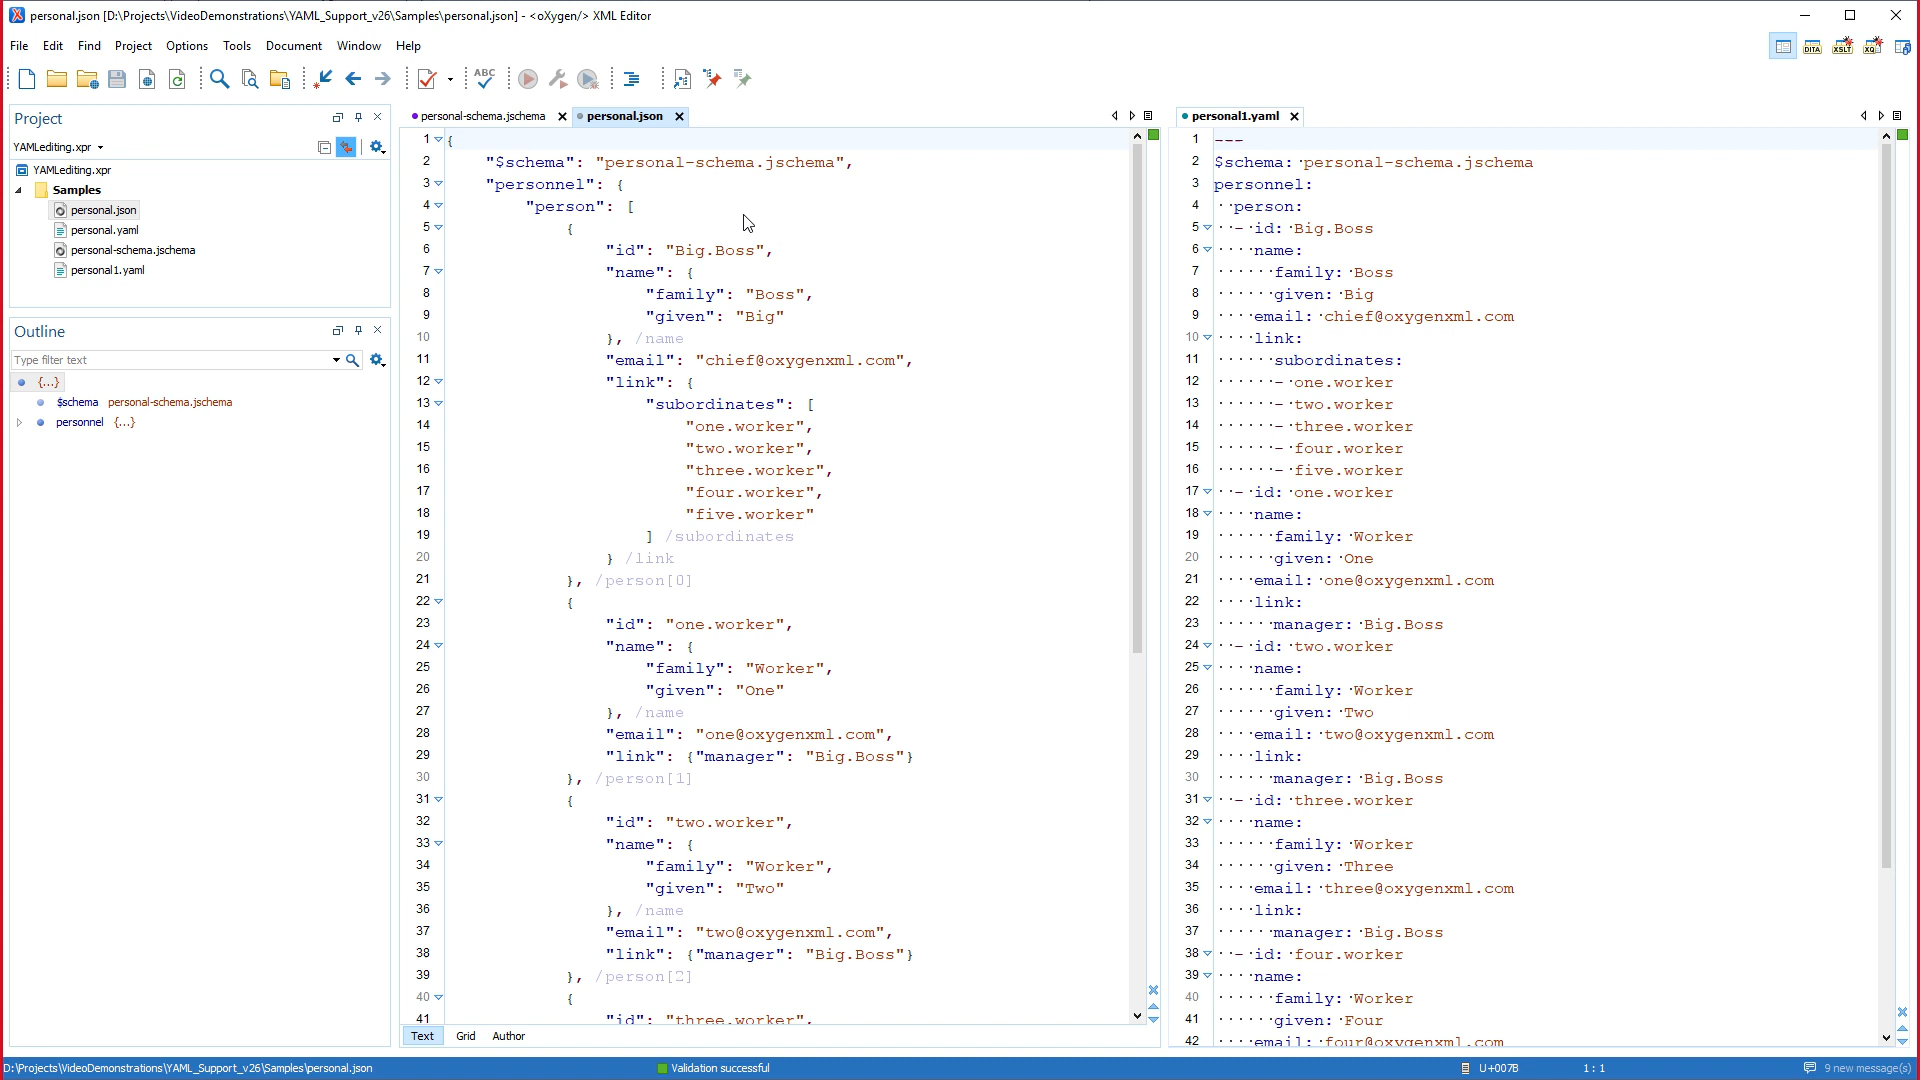 personal.json [D:\Projects\VideoDemonstrations\YAML_Support_v26\Samples\personal.json] - <oXygen/> XML Editor
File Edit Find Project Options Tools Document Window Help
DITA XSLT XQ
ABC
Project
YAMLediting.xpr
YAMLediting.xpr
Samples
personal.json
personal.yaml
personal-schema.jschema
personal1.yaml
Outline
Type filter text
{...}
$schema personal-schema.jschema
personnel {...}
personal-schema.jschema personal.json
1 {
2 "$schema": "personal-schema.jschema",
3 "personnel": {
4 "person": [
5 {
6 "id": "Big.Boss",
7 "name": {
8 "family": "Boss",
9 "given": "Big"
10 }, /name
11 "email": "chief@oxygenxml.com",
12 "link": {
13 "subordinates": [
14 "one.worker",
15 "two.worker",
16 "three.worker",
17 "four.worker",
18 "five.worker"
19 ] /subordinates
20 } /link
21 }, /person[0]
22 {
23 "id": "one.worker",
24 "name": {
25 "family": "Worker",
26 "given": "One"
27 }, /name
28 "email": "one@oxygenxml.com",
29 "link": {"manager": "Big.Boss"}
30 }, /person[1]
31 {
32 "id": "two.worker",
33 "name": {
34 "family": "Worker",
35 "given": "Two"
36 }, /name
37 "email": "two@oxygenxml.com",
38 "link": {"manager": "Big.Boss"}
39 }, /person[2]
40 {
41 "id": "three.worker",
Text Grid Author
personal1.yaml
1 ---
2 $schema: personal-schema.jschema
3 personnel:
4 person:
5 - id: Big.Boss
6 name:
7 family: Boss
8 given: Big
9 email: chief@oxygenxml.com
10 link:
11 subordinates:
12 - one.worker
13 - two.worker
14 - three.worker
15 - four.worker
16 - five.worker
17 - id: one.worker
18 name:
19 family: Worker
20 given: One
21 email: one@oxygenxml.com
22 link:
23 manager: Big.Boss
24 - id: two.worker
25 name:
26 family: Worker
27 given: Two
28 email: two@oxygenxml.com
29 link:
30 manager: Big.Boss
31 - id: three.worker
32 name:
33 family: Worker
34 given: Three
35 email: three@oxygenxml.com
36 link:
37 manager: Big.Boss
38 - id: four.worker
39 name:
40 family: Worker
41 given: Four
42 email: four@oxygenxml.com
D:\Projects\VideoDemonstrations\YAML_Support_v26\Samples\personal.json Validation successful U+007B 1 : 1 9 new message(s)